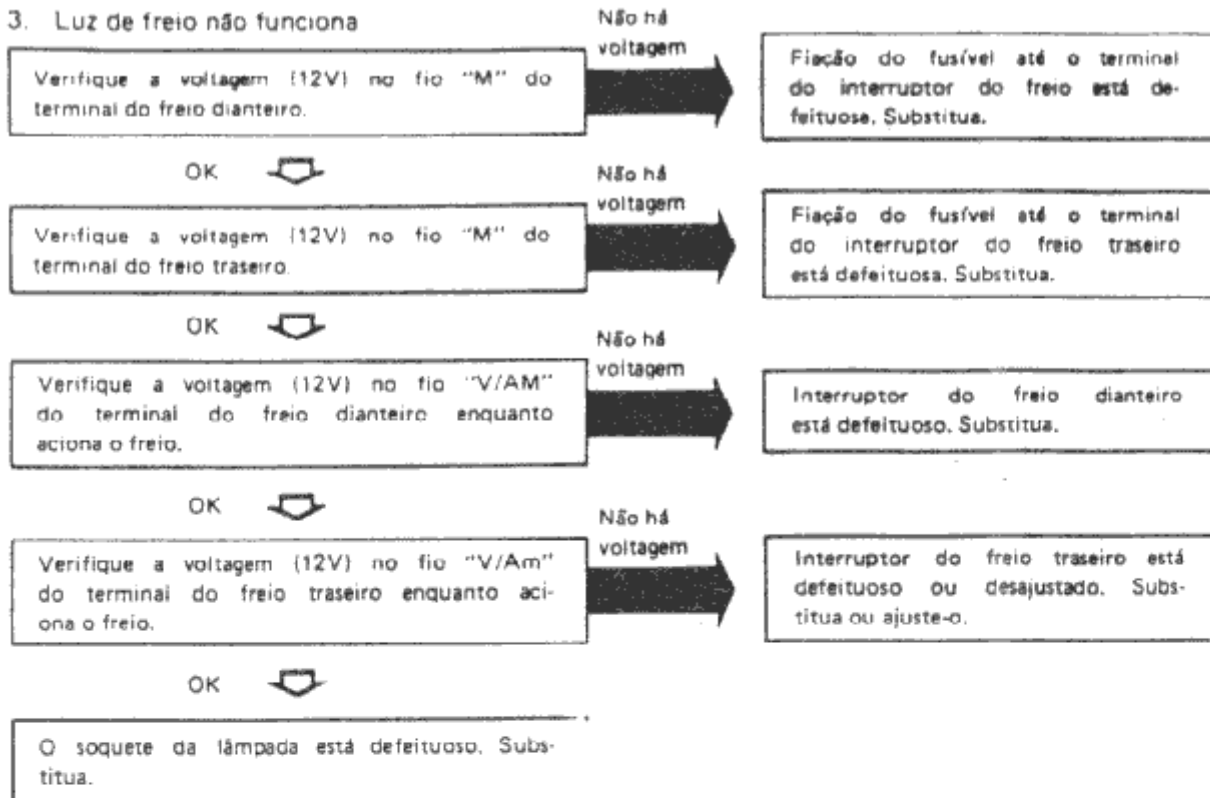 3. Luz de freio não funciona
Não há
voltagem
Verifique a voltagem (12V) no fio "M" do
terminal do freio dianteiro.
Fiação do fusível até o terminal
do interruptor do freio está de-
feituose. Substitua.
OK
Não há
voltagem
Verifique a voltagem (12V) no fio "M" do
terminal do freio traseiro.
Fiação do fusível até o terminal
do interruptor do freio traseiro
está defeituosa. Substitua.
OK
Não há
voltagem
Verifique a voltagem (12V) no fio "V/AM"
do terminal do freio dianteiro enquanto
aciona o freio.
Interruptor do freio dianteiro
está defeituoso. Substitua.
OK
Não há
voltagem
Verifique a voltagem (12V) no fio "V/Am"
do terminal do freio traseiro enquanto aci-
ona o freio.
Interruptor do freio traseiro está
defeituoso ou desajustado. Subs-
titua ou ajuste-o.
OK
O soquete da lâmpada está defeituoso. Subs-
titua.